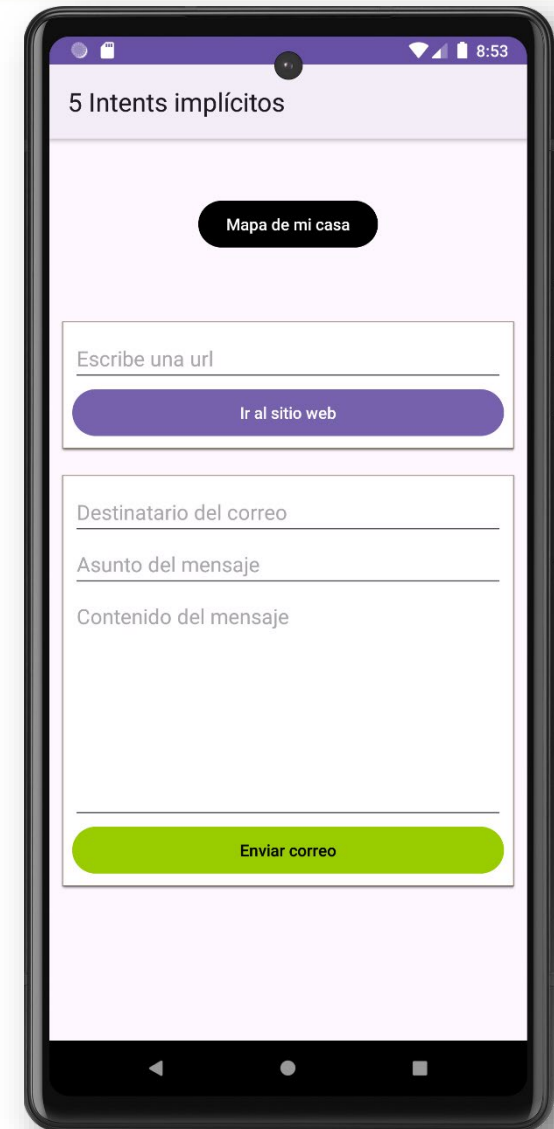 8:53
5 Intents implícitos
Mapa de mi casa
Escribe una url
Ir al sitio web
Destinatario del correo
Asunto del mensaje
Contenido del mensaje
Enviar correo